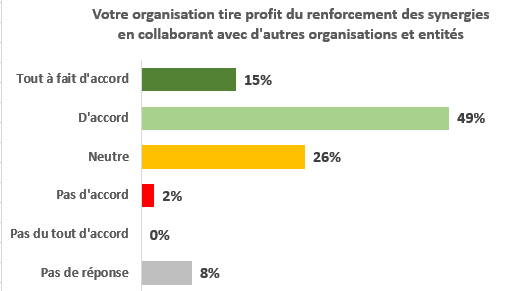 Votre organisation tire profit du renforcement des synergies
en collaborant avec d'autres organisations et entités
Tout à fait d'accord 15%
D'accord 49%
Neutre 26%
Pas d'accord 2%
Pas du tout d'accord 0%
Pas de réponse 8%